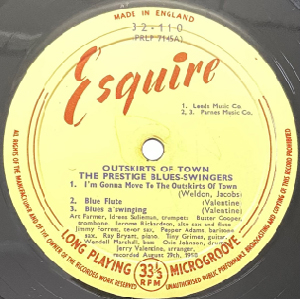 MADE IN ENGLAND
32-110
(PRLP 7145A)
Esquire
1. Leeds Music Co.
2, 3. Parnes Music Co.
OUTSKIRTS OF TOWN
THE PRESTIGE BLUES-SWINGERS
1. I'm Gonna Move To The Outskirts Of Town
(Weldon, Jacobs)
2. Blue Flute (Valentine)
3. Blues a'swinging (Valentine)
Art Farmer, Idrees Sulieman, trumpets: Buster Cooper,
trombone: Jerome Richardson, alto sax and flute:
Jimmy Forrest, tenor sax, Pepper Adams, baritone
sax, Ray Bryant, piano, Tiny Grimes, guitar,
Wendell Marshall, bass, Osie Johnson, drums,
Jerry Valentine, arranger,
recorded August 29th, 1958
LONG PLAYING 33⅓ RPM MICROGROOVE
ALL RIGHTS OF THE MANUFACTURER AND OF THE OWNER OF THE RECORDED WORK RESERVED
UNAUTHORISED PUBLIC PERFORMANCE, BROADCASTING AND COPYING OF THIS RECORD PROHIBITED